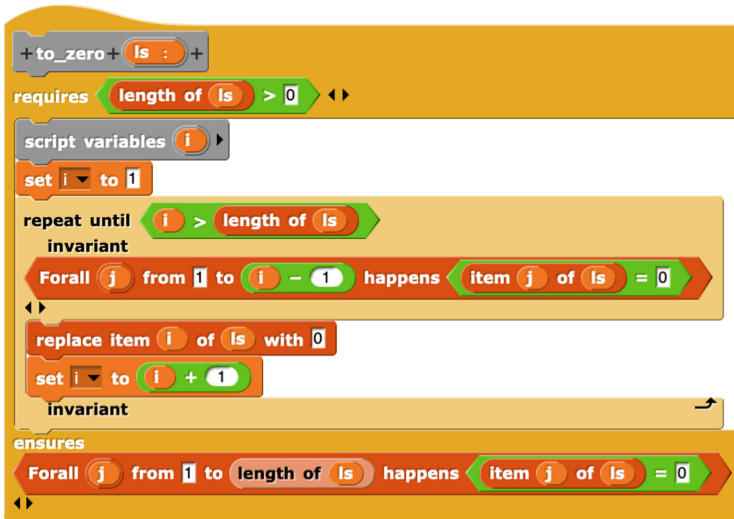 + to_zero + ls : +
requires length of ls > 0
script variables i
set i to 1
repeat until i > length of ls
invariant
Forall j from 1 to i - 1 happens item j of ls = 0
replace item i of ls with 0
set i to i + 1
invariant
ensures
Forall j from 1 to length of ls happens item j of ls = 0